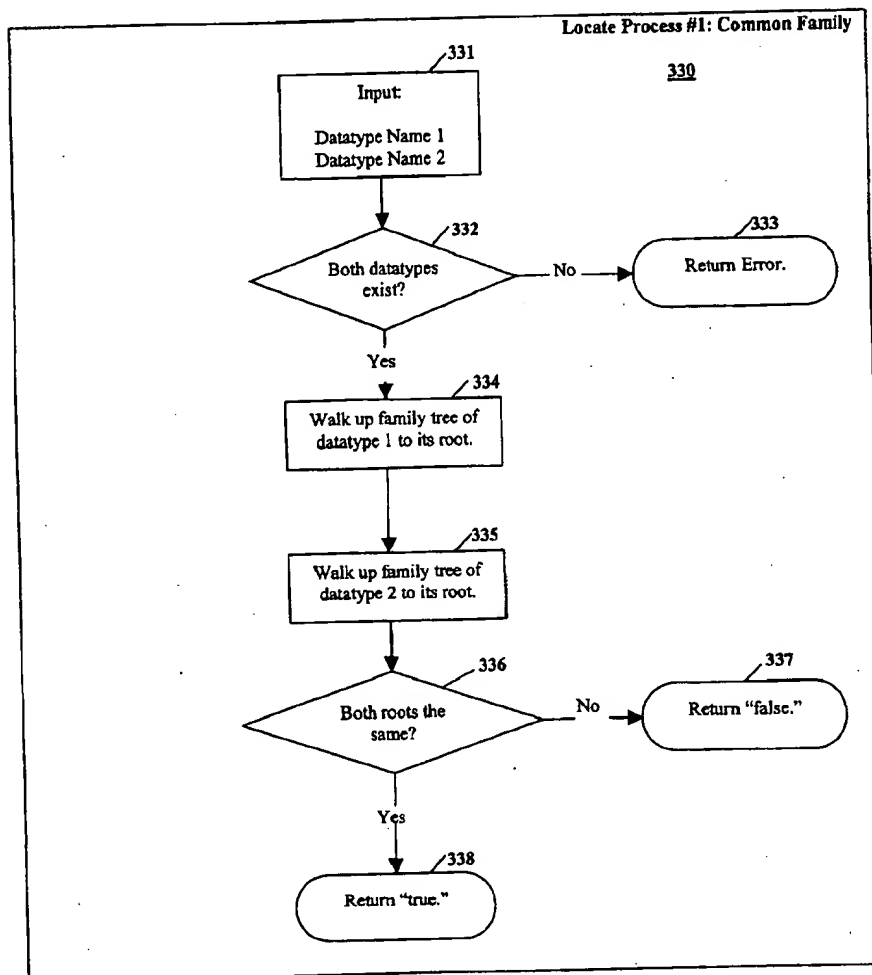 Locate Process #1: Common Family
330
331
Input:
Datatype Name 1
Datatype Name 2
332
Both datatypes
exist?
No
333
Return Error.
Yes
334
Walk up family tree of
datatype 1 to its root.
335
Walk up family tree of
datatype 2 to its root.
336
Both roots the
same?
No
337
Return “false.”
Yes
338
Return “true.”